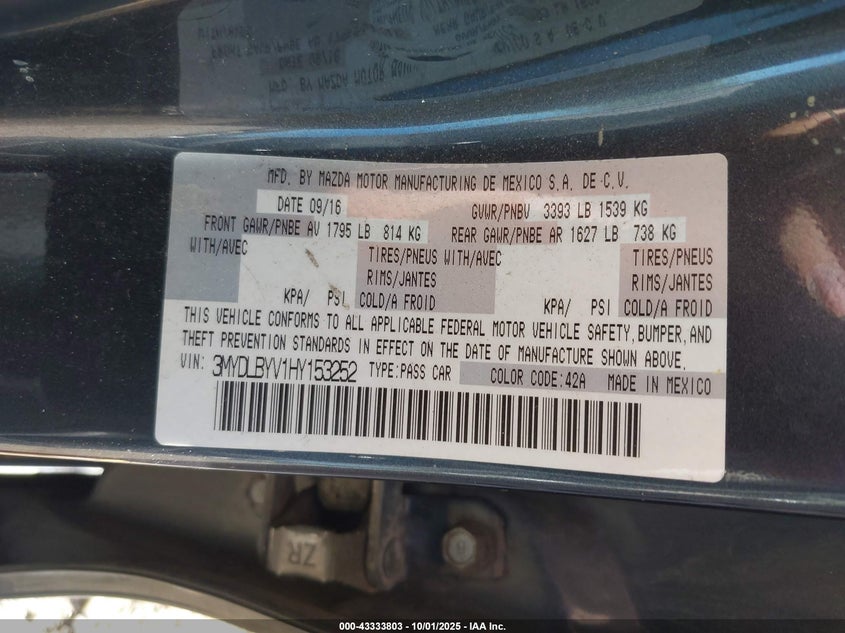 MFD. BY MAZDA MOTOR MANUFACTURING DE MEXICO S.A. DE C.V.
DATE 09/16 GVWR/PNBV 3393 LB 1539 KG
FRONT GAWR/PNBE AV 1795 LB 814 KG REAR GAWR/PNBE AR 1627 LB 738 KG
WITH/AVEC TIRES/PNEUS WITH/AVEC TIRES/PNEUS
RIMS/JANTES RIMS/JANTES
KPA/ PSI COLD/A FROID KPA/ PSI COLD/A FROID
THIS VEHICLE CONFORMS TO ALL APPLICABLE FEDERAL MOTOR VEHICLE SAFETY, BUMPER, AND
THEFT PREVENTION STANDARDS IN EFFECT ON THE DATE OF MANUFACTURE SHOWN ABOVE.
VIN: 3MYDLBYV1HY153252 TYPE:PASS CAR COLOR CODE:42A MADE IN MEXICO
ZR
8
000-43333803 - 10/01/2025 - IAA Inc.